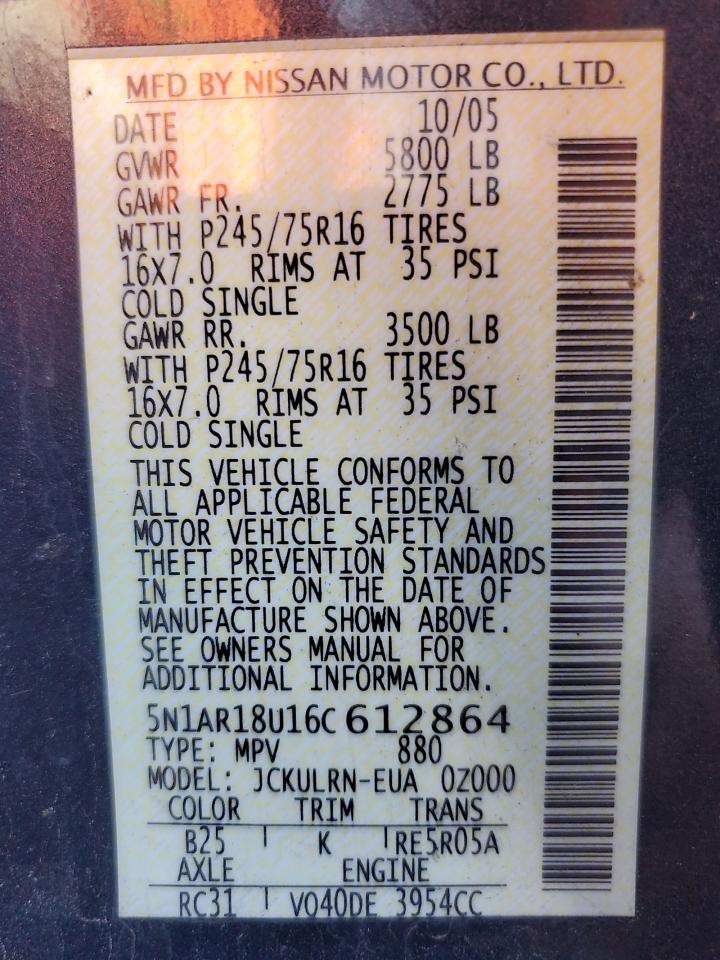 MFD BY NISSAN MOTOR CO., LTD.
DATE 10/05
GVWR 5800 LB
GAWR FR. 2775 LB
WITH P245/75R16 TIRES
16X7.0 RIMS AT 35 PSI
COLD SINGLE
GAWR RR. 3500 LB
WITH P245/75R16 TIRES
16X7.0 RIMS AT 35 PSI
COLD SINGLE
THIS VEHICLE CONFORMS TO
ALL APPLICABLE FEDERAL
MOTOR VEHICLE SAFETY AND
THEFT PREVENTION STANDARDS
IN EFFECT ON THE DATE OF
MANUFACTURE SHOWN ABOVE.
SEE OWNERS MANUAL FOR
ADDITIONAL INFORMATION.
5N1AR18U16C612864
TYPE: MPV 880
MODEL: JCKULRN-EUA 0Z000
COLOR TRIM TRANS
B25 K RE5R05A
AXLE ENGINE
RC31 VQ40DE 3954CC